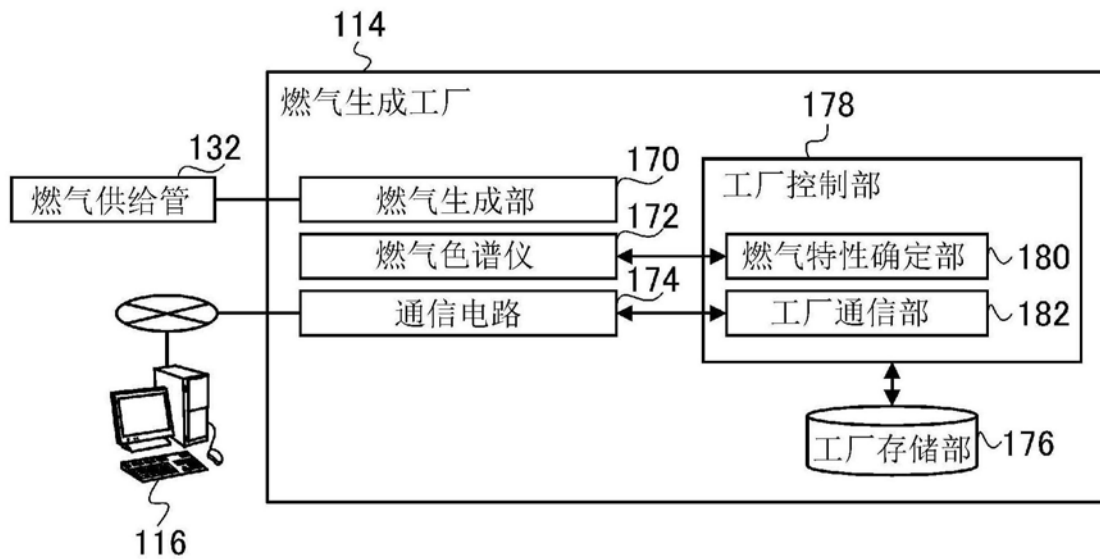 114
燃气生成工厂
178
132
170
工厂控制部
燃气供给管
燃气生成部
172
燃气色谱仪
燃气特性确定部
180
174
通信电路
工厂通信部
182
工厂存储部
176
116